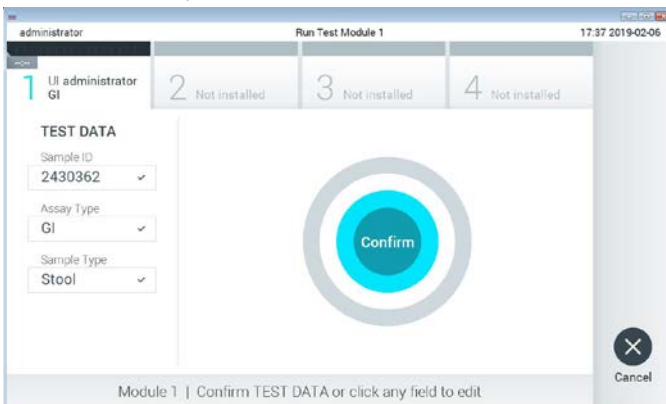 administrator
Run Test Module 1
17:37 2019-02-06
1 UI administrator
GI
2 Not installed
3 Not installed
4 Not installed
TEST DATA
Sample ID
2430362
Assay Type
GI
Sample Type
Stool
Confirm
Cancel
Module 1 | Confirm TEST DATA or click any field to edit